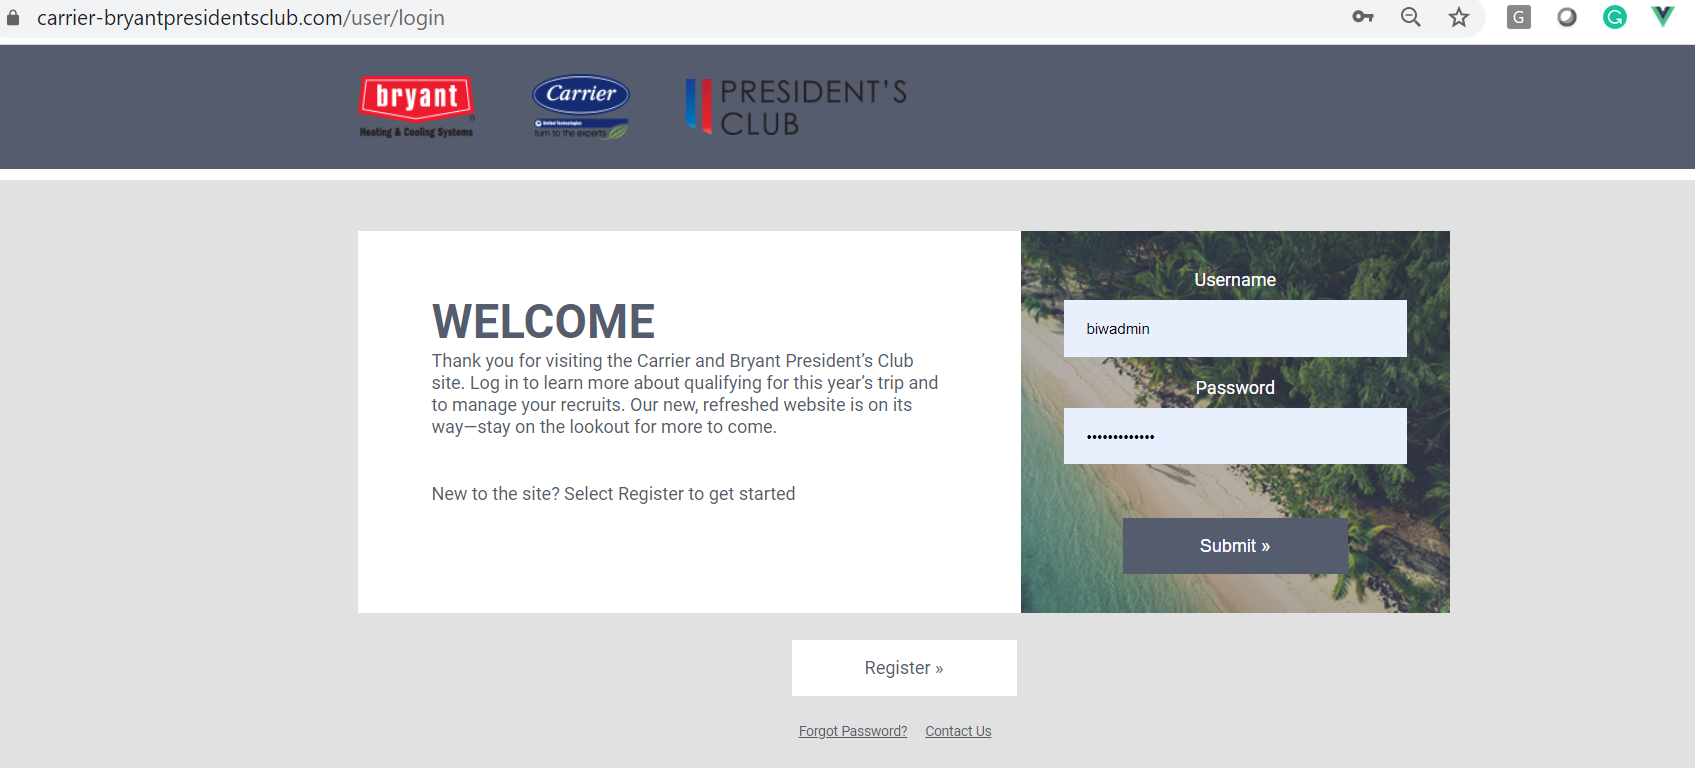 carrier-bryantpresidentsclub.com/user/login
G
G
bryant
®
Heating & Cooling Systems
Carrier
United Technologies
turn to the experts
PRESIDENT'S
CLUB
WELCOME
Thank you for visiting the Carrier and Bryant President’s Club
site. Log in to learn more about qualifying for this year’s trip and
to manage your recruits. Our new, refreshed website is on its
way—stay on the lookout for more to come.
New to the site? Select Register to get started
Username
biwadmin
Password
•••••••••••••
Submit »
Register »
Forgot Password? Contact Us